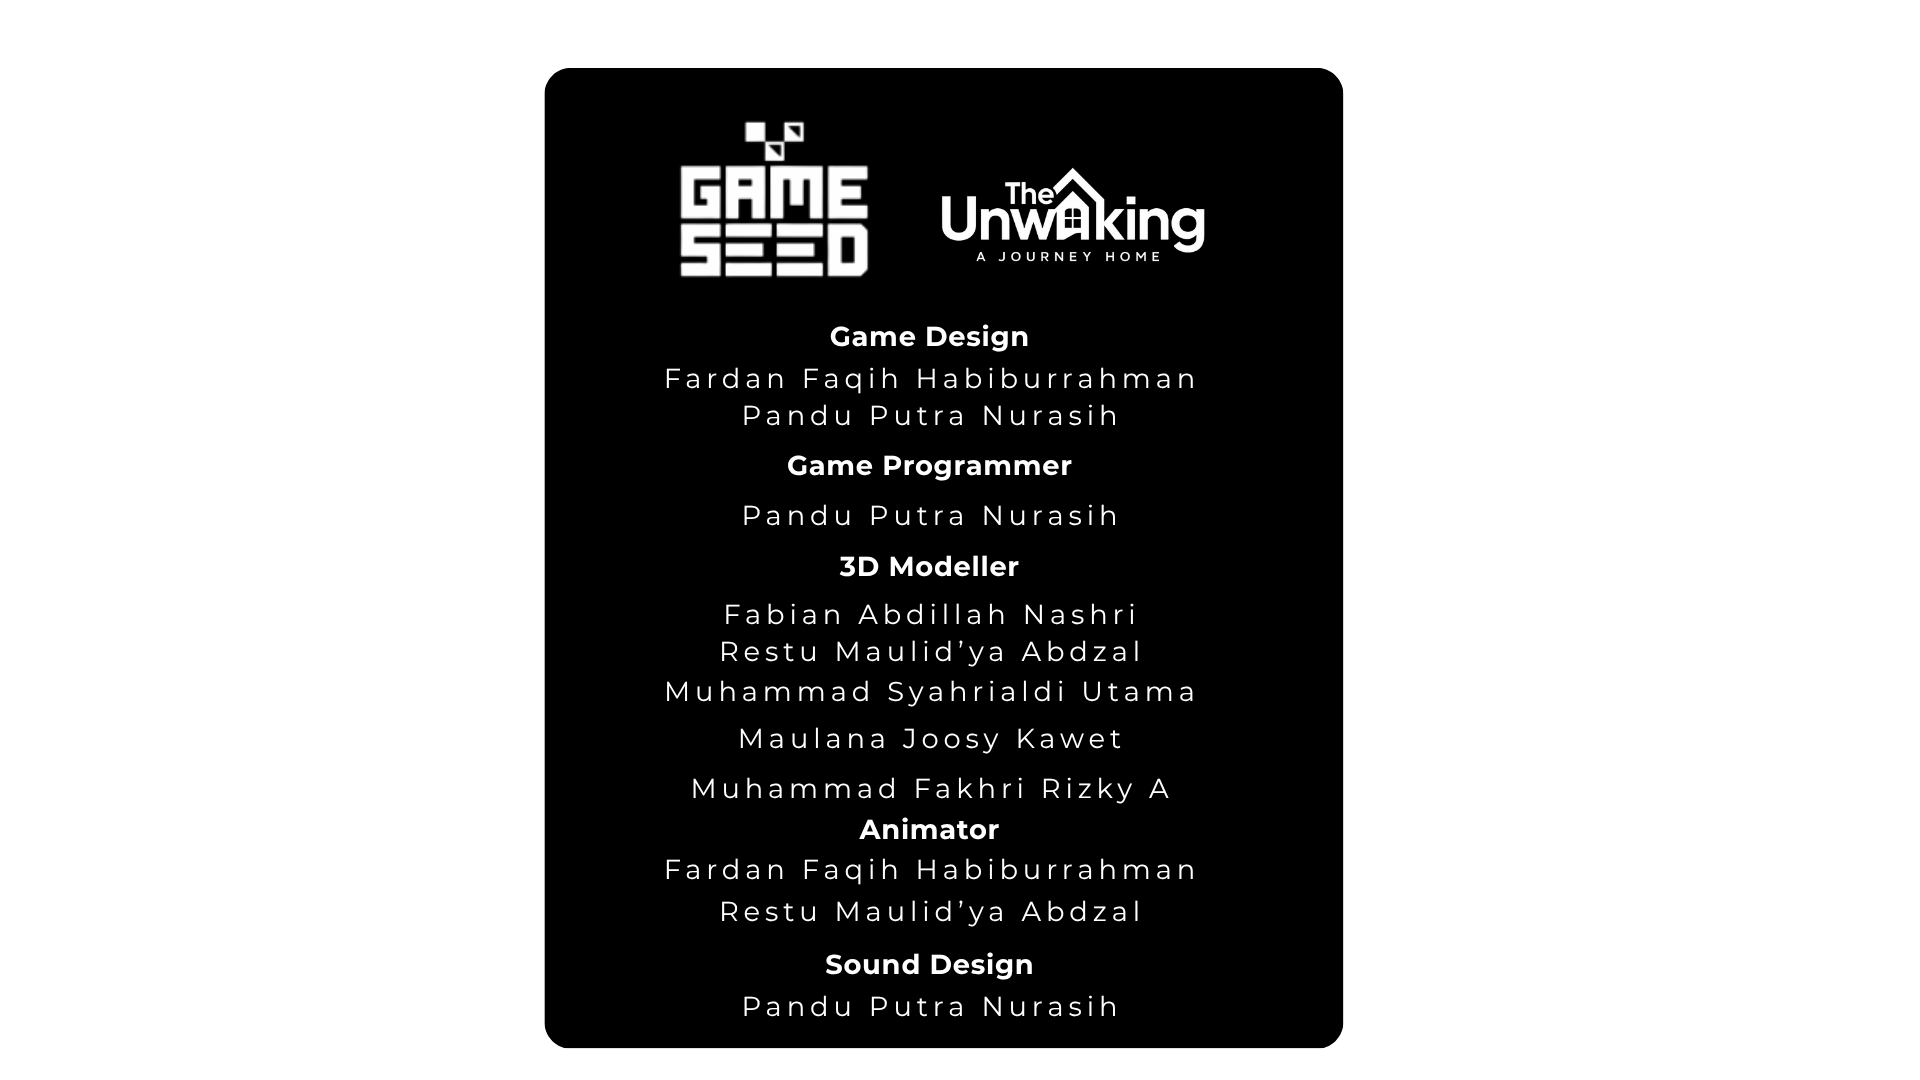 GAME
SEED
The
Unwaking
A JOURNEY HOME
Game Design
Fardan Faqih Habiburrahman
Pandu Putra Nurasih
Game Programmer
Pandu Putra Nurasih
3D Modeller
Fabian Abdillah Nashri
Restu Maulid’ya Abdzal
Muhammad Syahrialdi Utama
Maulana Joosy Kawet
Muhammad Fakhri Rizky A
Animator
Fardan Faqih Habiburrahman
Restu Maulid’ya Abdzal
Sound Design
Pandu Putra Nurasih